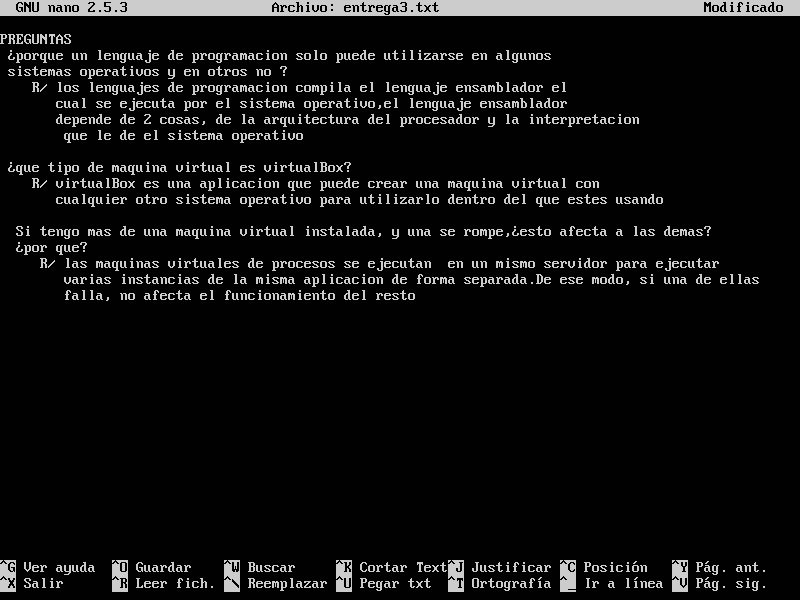 GNU nano 2.5.3 Archivo: entrega3.txt Modificado
PREGUNTAS
¿porque un lenguaje de programacion solo puede utilizarse en algunos
sistemas operativos y en otros no ?
R/ los lenguajes de programacion compila el lenguaje ensamblador el
cual se ejecuta por el sistema operativo,el lenguaje ensamblador
depende de 2 cosas, de la arquitectura del procesador y la interpretacion
que le de el sistema operativo
¿que tipo de maquina virtual es virtualBox?
R/ virtualBox es una aplicacion que puede crear una maquina virtual con
cualquier otro sistema operativo para utilizarlo dentro del que estes usando
Si tengo mas de una maquina virtual instalada, y una se rompe,¿esto afecta a las demas?
¿por que?
R/ las maquinas virtuales de procesos se ejecutan  en un mismo servidor para ejecutar
varias instancias de la misma aplicacion de forma separada.De ese modo, si una de ellas
falla, no afecta el funcionamiento del resto
^G Ver ayuda ^O Guardar ^W Buscar ^K Cortar Text^J Justificar ^C Posición ^Y Pág. ant.
^X Salir ^R Leer fich. ^\ Reemplazar ^U Pegar txt ^T Ortografía ^_ Ir a línea ^V Pág. sig.